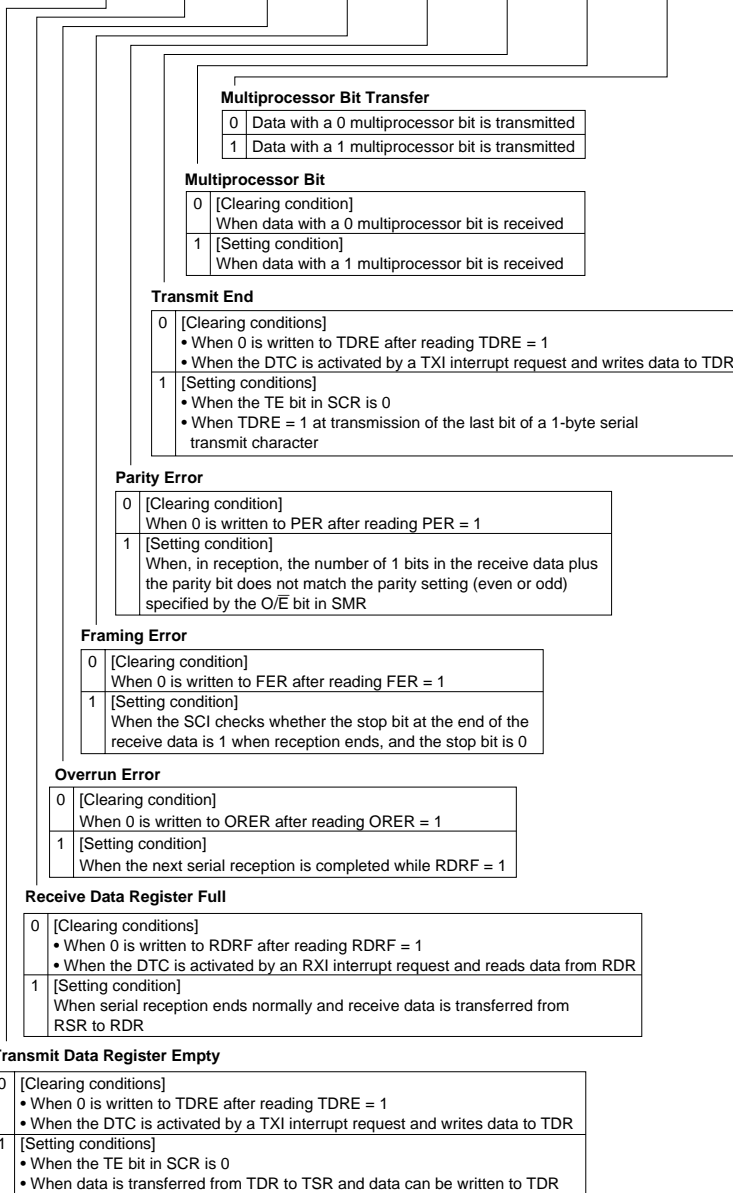 Multiprocessor Bit Transfer
0 Data with a 0 multiprocessor bit is transmitted
1 Data with a 1 multiprocessor bit is transmitted
Multiprocessor Bit
0 [Clearing condition]
When data with a 0 multiprocessor bit is received
1 [Setting condition]
When data with a 1 multiprocessor bit is received
Transmit End
0 [Clearing conditions]
• When 0 is written to TDRE after reading TDRE = 1
• When the DTC is activated by a TXI interrupt request and writes data to TDR
1 [Setting conditions]
• When the TE bit in SCR is 0
• When TDRE = 1 at transmission of the last bit of a 1-byte serial
transmit character
Parity Error
0 [Clearing condition]
When 0 is written to PER after reading PER = 1
1 [Setting condition]
When, in reception, the number of 1 bits in the receive data plus
the parity bit does not match the parity setting (even or odd)
specified by the O/E̅ bit in SMR
Framing Error
0 [Clearing condition]
When 0 is written to FER after reading FER = 1
1 [Setting condition]
When the SCI checks whether the stop bit at the end of the
receive data is 1 when reception ends, and the stop bit is 0
Overrun Error
0 [Clearing condition]
When 0 is written to ORER after reading ORER = 1
1 [Setting condition]
When the next serial reception is completed while RDRF = 1
Receive Data Register Full
0 [Clearing conditions]
• When 0 is written to RDRF after reading RDRF = 1
• When the DTC is activated by an RXI interrupt request and reads data from RDR
1 [Setting condition]
When serial reception ends normally and receive data is transferred from
RSR to RDR
Transmit Data Register Empty
0 [Clearing conditions]
• When 0 is written to TDRE after reading TDRE = 1
• When the DTC is activated by a TXI interrupt request and writes data to TDR
1 [Setting conditions]
• When the TE bit in SCR is 0
• When data is transferred from TDR to TSR and data can be written to TDR